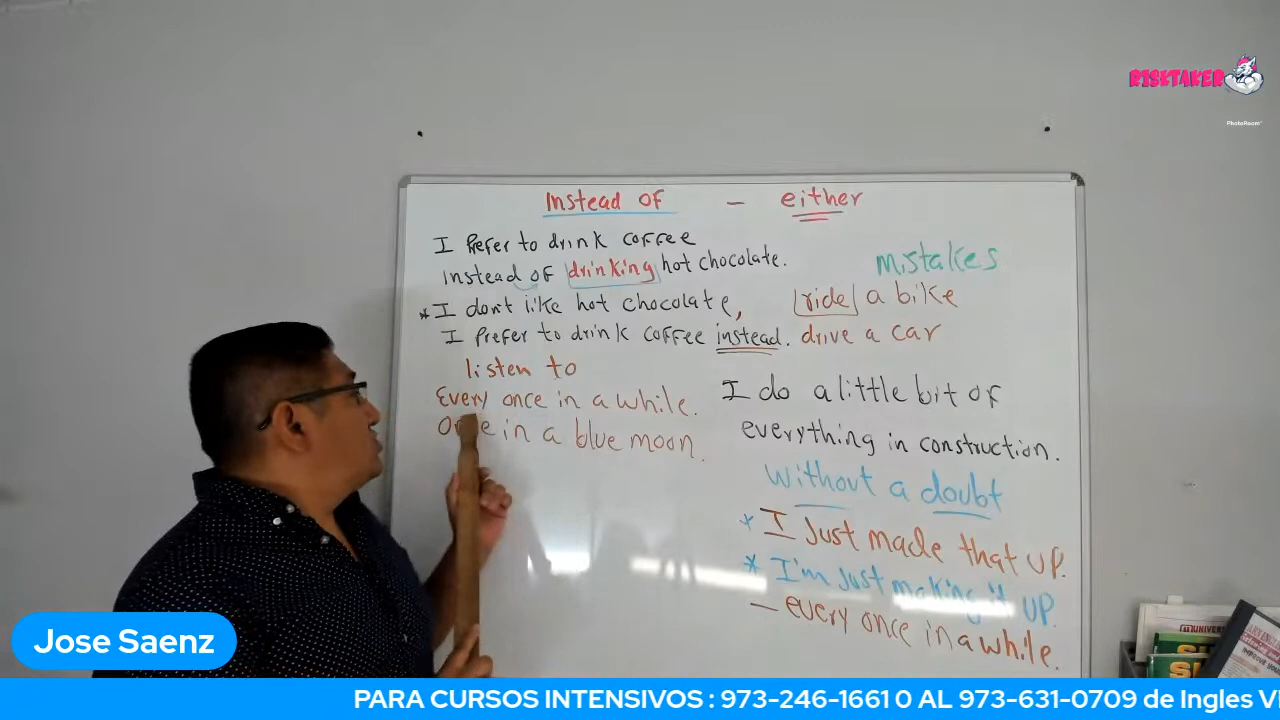 RISKTAKER
PhotoRoom
Instead of - either
I Prefer to drink coffee
instead of drinking hot chocolate.
* I don't like hot chocolate,
I Prefer to drink coffee instead.
listen to
Every once in a while.
Once in a blue moon.
mistakes
ride a bike
drive a car
I do a little bit of
everything in construction.
Without a doubt
* I Just made that up.
* I'm Just making it up.
- every once in a while.
Jose Saenz
PARA CURSOS INTENSIVOS : 973-246-1661 0 AL 973-631-0709 de Ingles VI